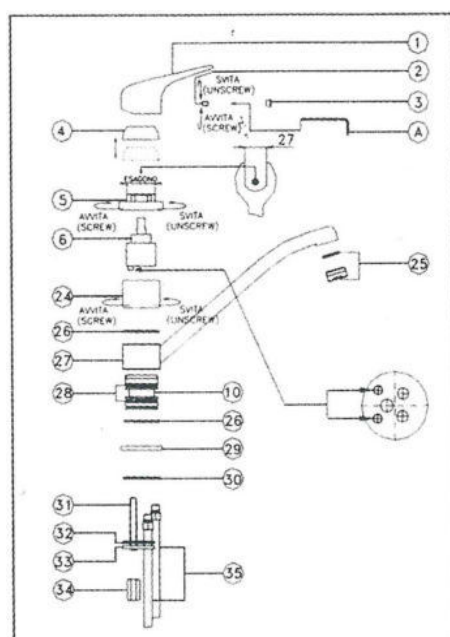 1
2
SVITA
(UNSCREW)
3
AVVITA
(SCREW)
4
A
27
ESAGONO
5
AVVITA
(SCREW)
SVITA
(UNSCREW)
6
25
24
AVVITA
(SCREW)
SVITA
(UNSCREW)
26
27
28
10
26
29
30
31
32
33
34
35